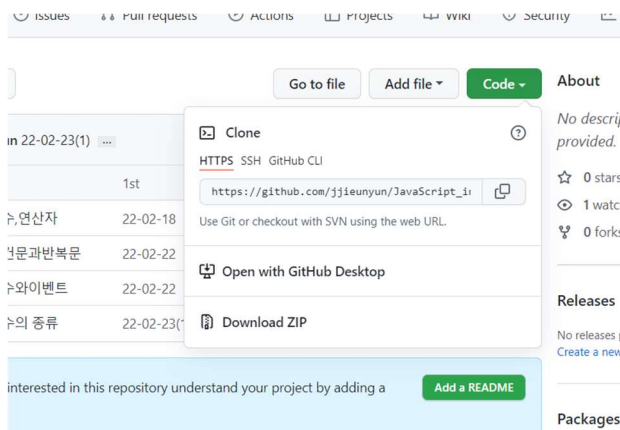 Issues Pull requests Actions Projects Wiki Security
Go to file Add file Code About
No
provided.
22-02-23(1) ...
Clone
HTTPS SSH GitHub CLI
https://github.com/jjieunyun/JavaScript_i
Use Git or checkout with SVN using the web URL.
Open with GitHub Desktop
Download ZIP
1st
연산자 22-02-18
문과반복문 22-02-22
와이벤트 22-02-22
의 종류 22-02-23(1
0 stars
1 watc
0 forks
Releases
No releases
Create a new
interested in this repository understand your project by adding a
Add a README
Packages